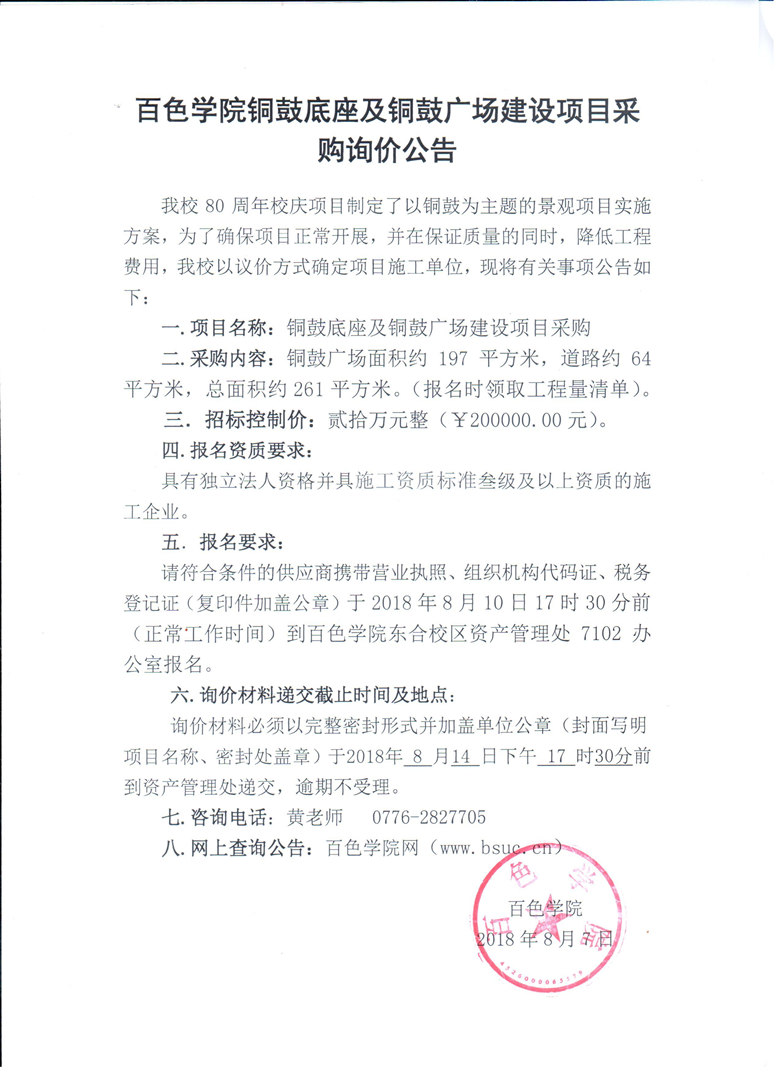 百色学院铜鼓底座及铜鼓广场建设项目采
购询价公告
我校 80 周年校庆项目制定了以铜鼓为主题的景观项目实施
方案，为了确保项目正常开展，并在保证质量的同时，降低工程
费用，我校以议价方式确定项目施工单位，现将有关事项公告如
下：
一.项目名称：铜鼓底座及铜鼓广场建设项目采购
二.采购内容：铜鼓广场面积约 197 平方米，道路约 64
平方米，总面积约 261 平方米。（报名时领取工程量清单）。
三．招标控制价：贰拾万元整（￥200000.00 元）。
四.报名资质要求：
具有独立法人资格并具施工资质标准叁级及以上资质的施
工企业。
五．报名要求：
请符合条件的供应商携带营业执照、组织机构代码证、税务
登记证（复印件加盖公章）于 2018 年 8 月 10 日 17 时 30 分前
（正常工作时间）到百色学院东合校区资产管理处 7102 办
公室报名。
六.询价材料递交截止时间及地点：
询价材料必须以完整密封形式并加盖单位公章（封面写明
项目名称、密封处盖章）于2018年 8 月14 日下午 17 时30分前
到资产管理处递交，逾期不受理。
七.咨询电话：黄老师 0776-2827705
八.网上查询公告：百色学院网（www.bsuc.cn）
百色学院
百色学院
2018 年 8 月 7 日